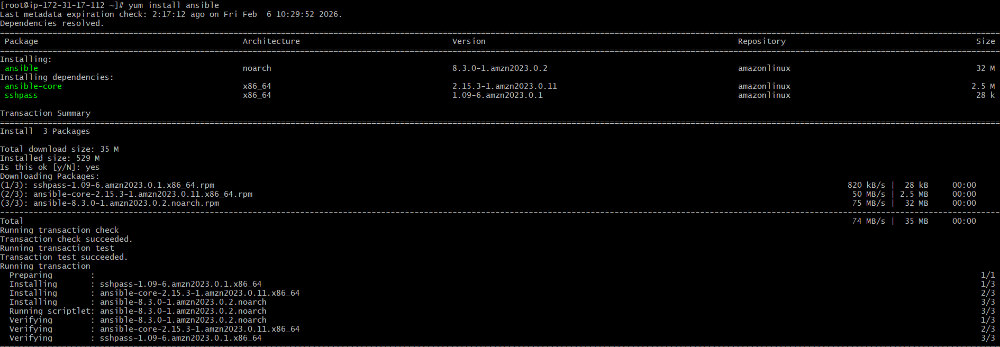 [root@ip-172-31-17-112 ~]# yum install ansible
Last metadata expiration check: 2:17:12 ago on Fri Feb  6 10:29:52 2026.
Dependencies resolved.
================================================================================
 Package Architecture Version Repository Size
================================================================================
Installing:
 ansible noarch 8.3.0-1.amzn2023.0.2 amazonlinux 32 M
Installing dependencies:
 ansible-core x86_64 2.15.3-1.amzn2023.0.11 amazonlinux 2.5 M
 sshpass x86_64 1.09-6.amzn2023.0.1 amazonlinux 28 k
Transaction Summary
================================================================================
Install  3 Packages
Total download size: 35 M
Installed size: 529 M
Is this ok [y/N]: yes
Downloading Packages:
(1/3): sshpass-1.09-6.amzn2023.0.1.x86_64.rpm 820 kB/s |  28 kB     00:00
(2/3): ansible-core-2.15.3-1.amzn2023.0.11.x86_64.rpm 50 MB/s | 2.5 MB     00:00
(3/3): ansible-8.3.0-1.amzn2023.0.2.noarch.rpm 75 MB/s |  32 MB     00:00
--------------------------------------------------------------------------------
Total 74 MB/s |  35 MB     00:00
Running transaction check
Transaction check succeeded.
Running transaction test
Transaction test succeeded.
Running transaction
  Preparing        : 1/1
  Installing       : sshpass-1.09-6.amzn2023.0.1.x86_64 1/3
  Installing       : ansible-core-2.15.3-1.amzn2023.0.11.x86_64 2/3
  Installing       : ansible-8.3.0-1.amzn2023.0.2.noarch 3/3
  Running scriptlet: ansible-8.3.0-1.amzn2023.0.2.noarch 3/3
  Verifying        : ansible-8.3.0-1.amzn2023.0.2.noarch 1/3
  Verifying        : ansible-core-2.15.3-1.amzn2023.0.11.x86_64 2/3
  Verifying        : sshpass-1.09-6.amzn2023.0.1.x86_64 3/3